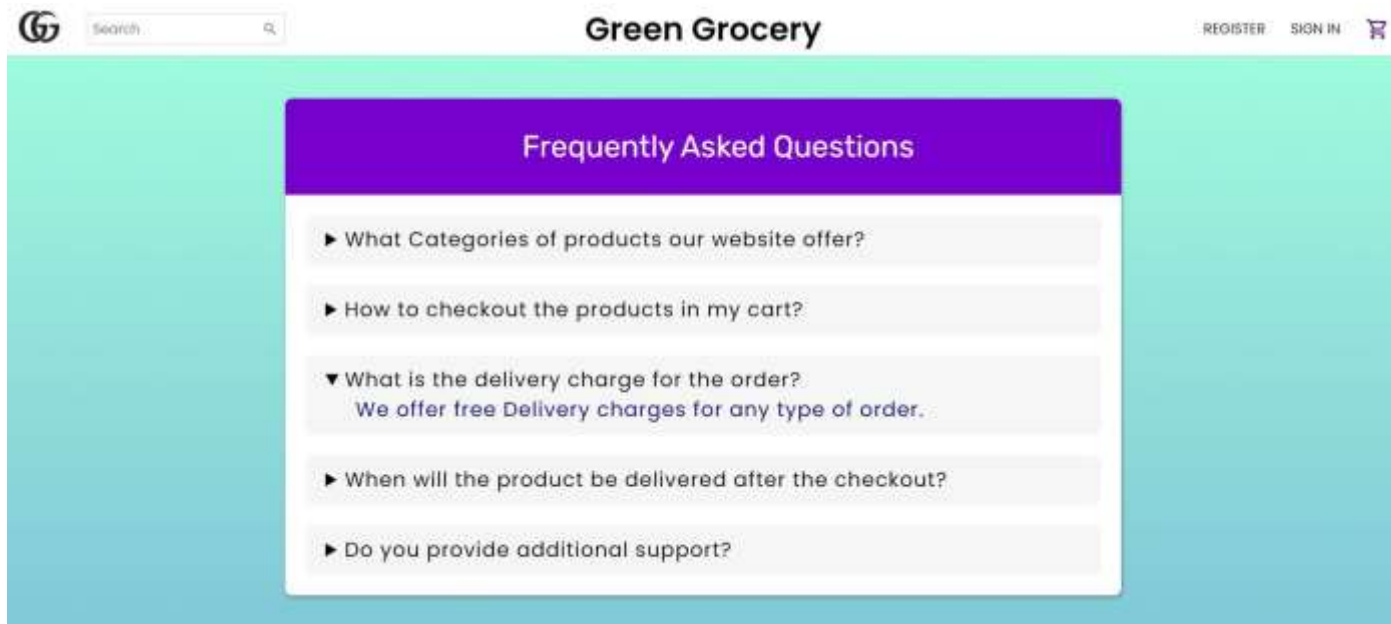 GG
Search
Green Grocery
REGISTER
SIGN IN
Frequently Asked Questions
What Categories of products our website offer?
How to checkout the products in my cart?
What is the delivery charge for the order?
We offer free Delivery charges for any type of order.
When will the product be delivered after the checkout?
Do you provide additional support?